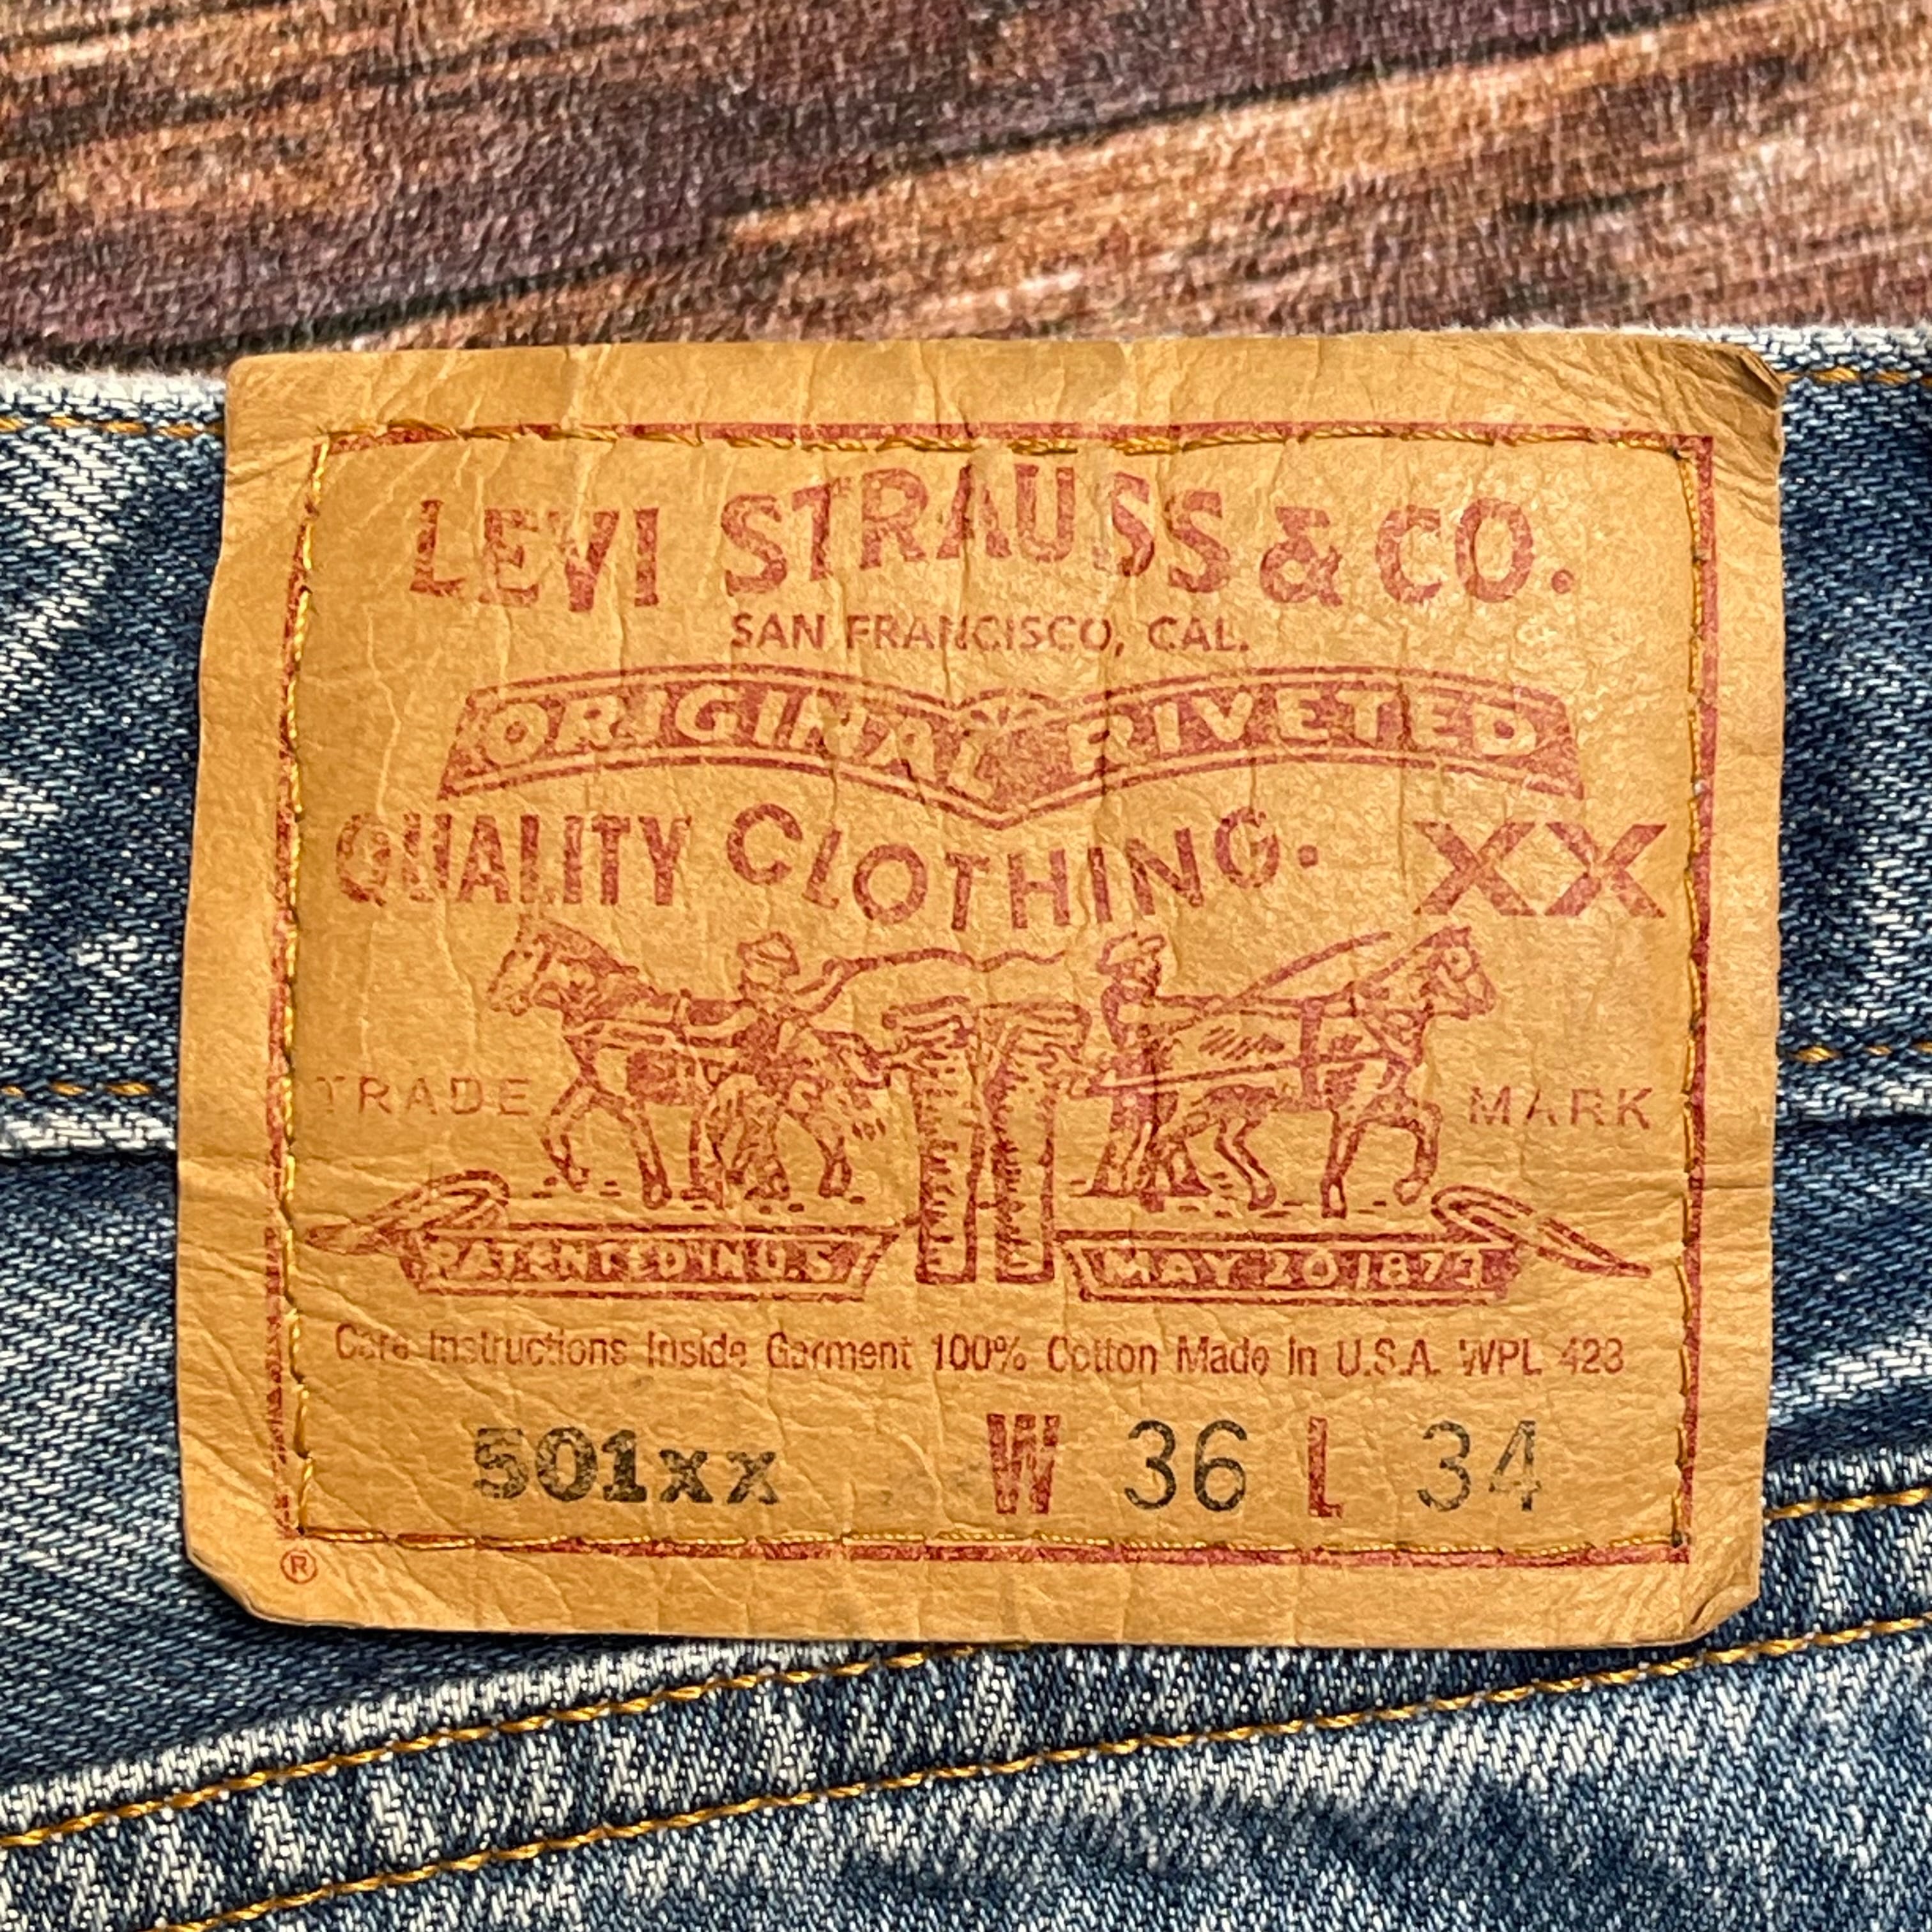 LEVI STRAUSS & CO.
SAN FRANCISCO, CAL.
ORIGINAL RIVETED
QUALITY CLOTHING. XX
TRADE MARK
PATENTED IN U.S. MAY 20 1873
Care Instructions Inside Garment 100% Cotton Made In U.S.A. WPL 423
501xx W 36 L 34
®